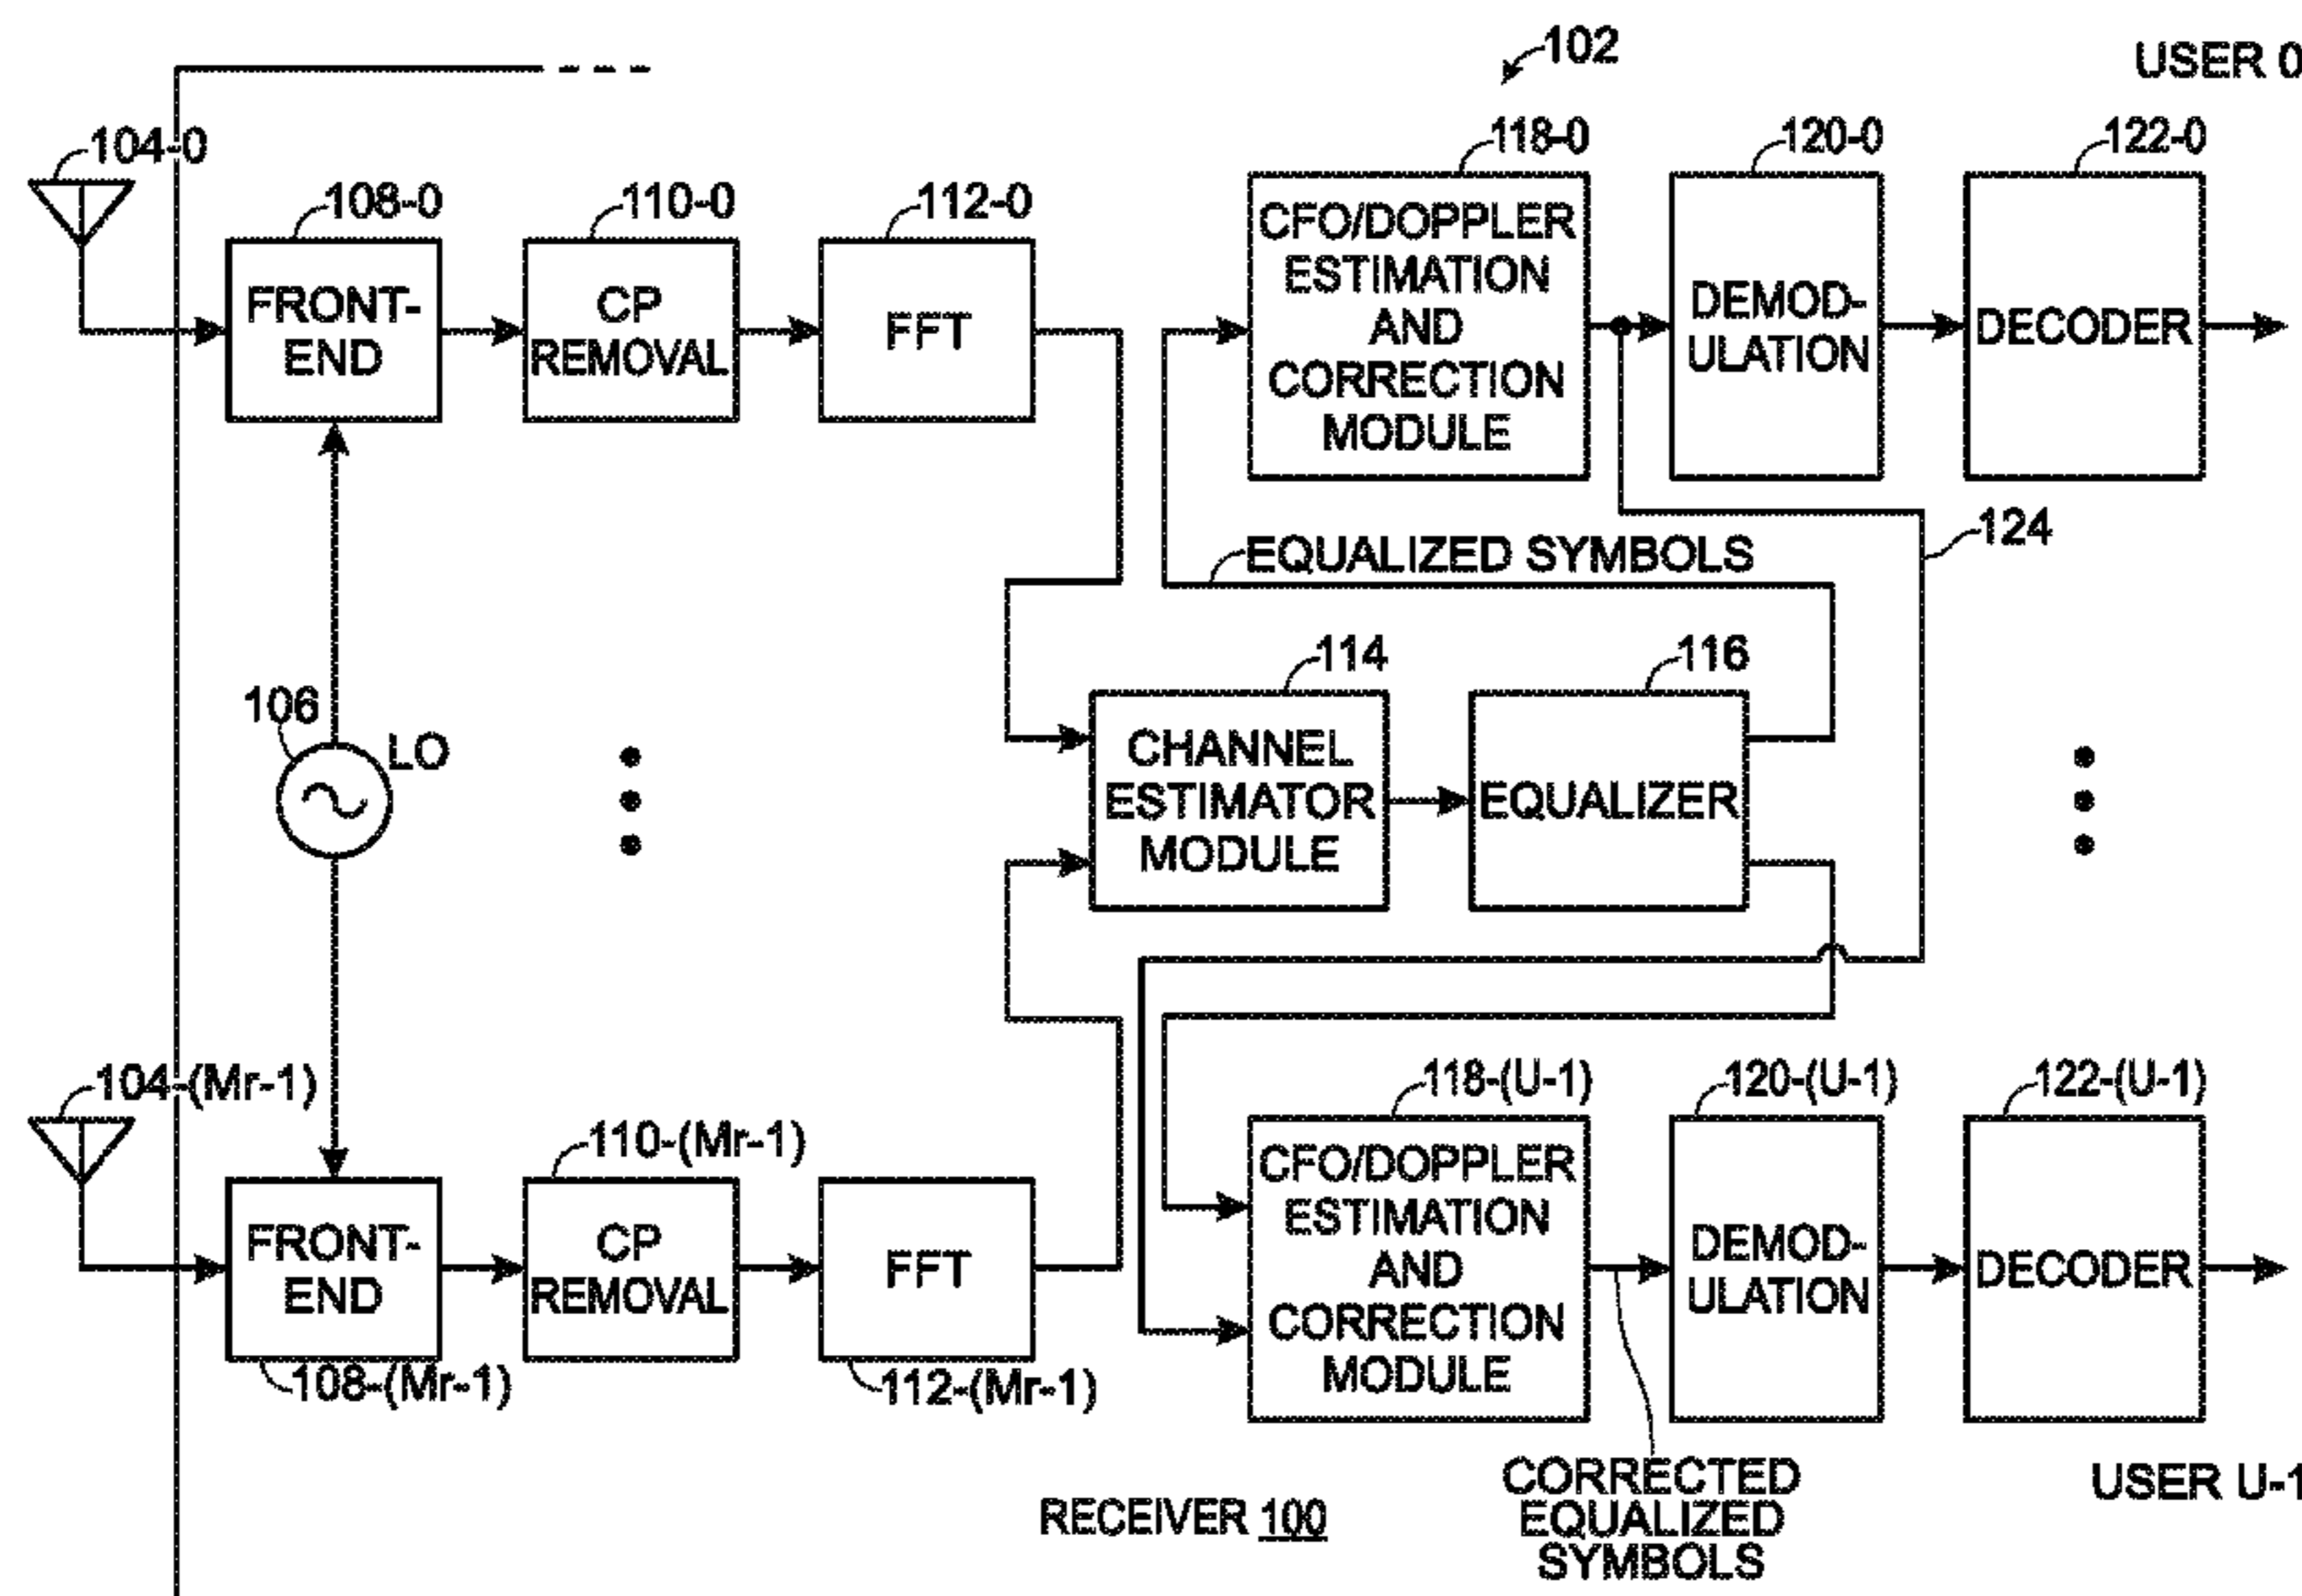 102
USER 0
104-0
118-0
120-0
122-0
108-0
110-0
112-0
FRONT-
END
CP
REMOVAL
FFT
CFO/DOPPLER
ESTIMATION
AND
CORRECTION
MODULE
DEMOD-
ULATION
DECODER
124
EQUALIZED SYMBOLS
106
LO
114
116
CHANNEL
ESTIMATOR
MODULE
EQUALIZER
104-(Mr-1)
110-(Mr-1)
118-(U-1)
120-(U-1)
122-(U-1)
FRONT-
END
CP
REMOVAL
FFT
CFO/DOPPLER
ESTIMATION
AND
CORRECTION
MODULE
DEMOD-
ULATION
DECODER
108-(Mr-1)
112-(Mr-1)
CORRECTED
EQUALIZED
SYMBOLS
USER U-1
RECEIVER 100